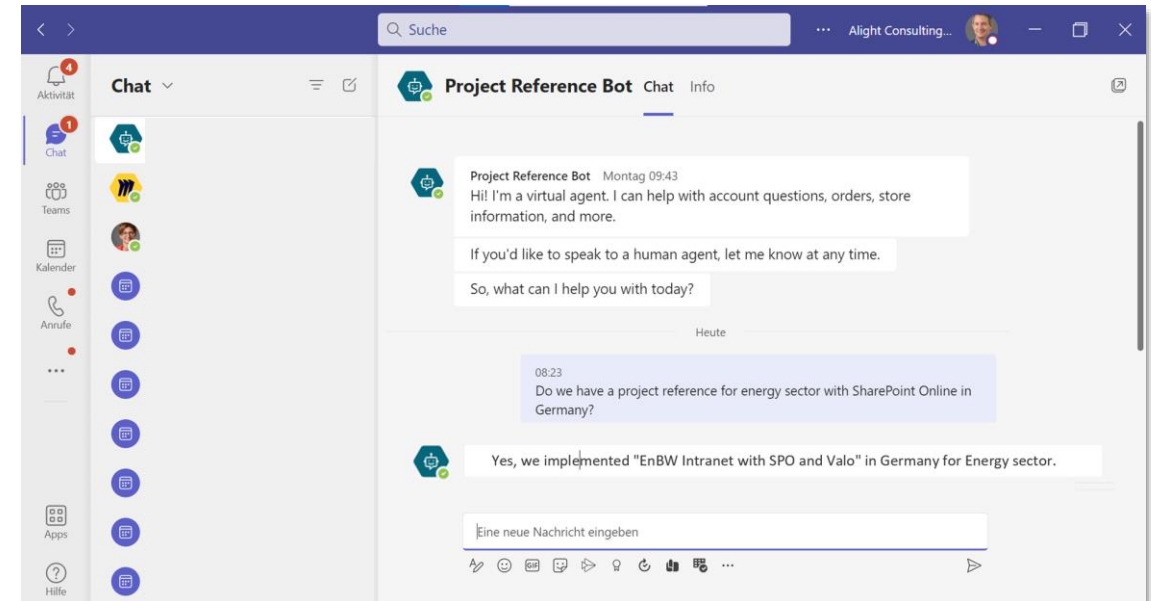 Suche
Alight Consulting...
4
Aktivität
Chat
Project Reference Bot Chat Info
1
Chat
Teams
Kalender
Anrufe
Apps
Hilfe
Project Reference Bot Montag 09:43
Hi! I'm a virtual agent. I can help with account questions, orders, store
information, and more.
If you'd like to speak to a human agent, let me know at any time.
So, what can I help you with today?
Heute
08:23
Do we have a project reference for energy sector with SharePoint Online in
Germany?
Yes, we implemented "EnBW Intranet with SPO and Valo" in Germany for Energy sector.
Eine neue Nachricht eingeben
GIF